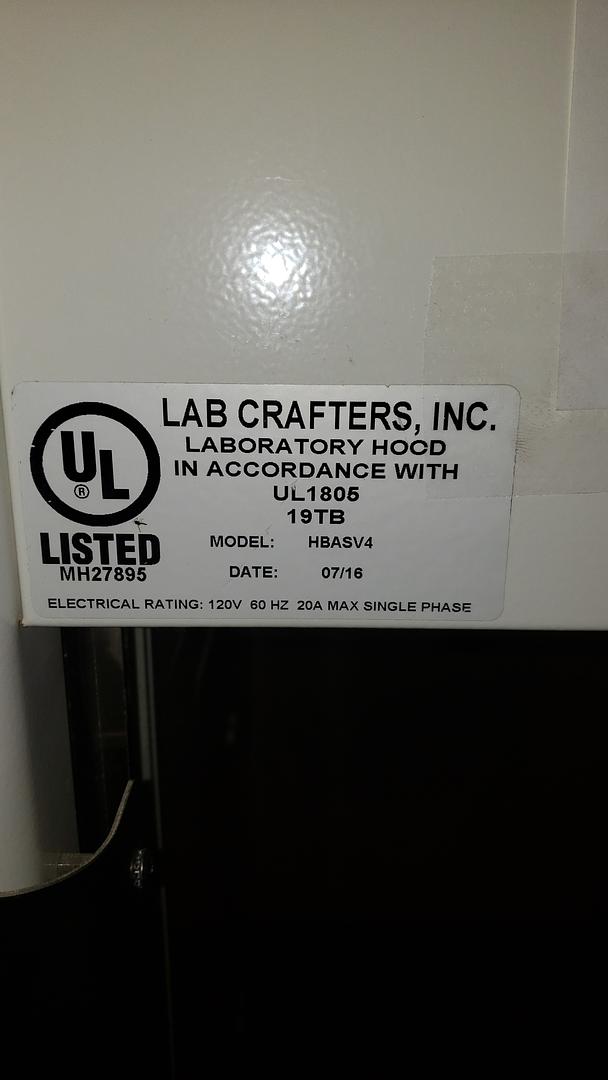 LAB CRAFTERS, INC.
LABORATORY HOOD
IN ACCORDANCE WITH
UL1805
19TB
UL
®
LISTED
MH27895
MODEL: HBASV4
DATE: 07/16
ELECTRICAL RATING: 120V 60 HZ 20A MAX SINGLE PHASE